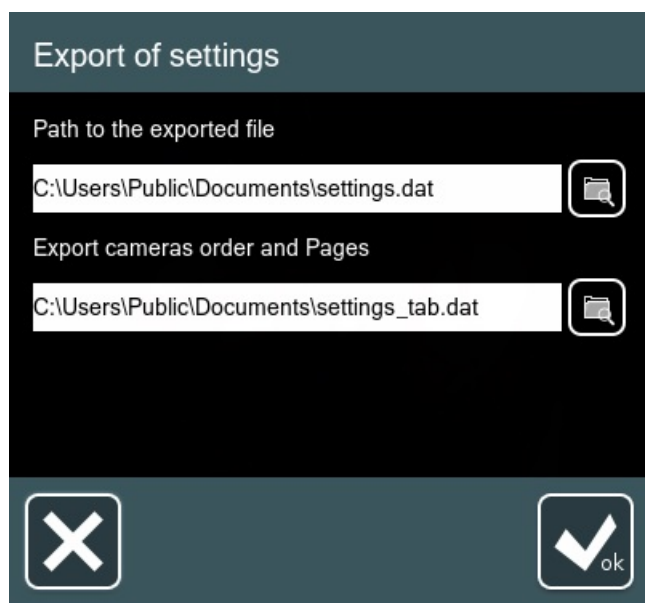 Export of settings
Path to the exported file
C:\Users\Public\Documents\settings.dat
Export cameras order and Pages
C:\Users\Public\Documents\settings_tab.dat
ok